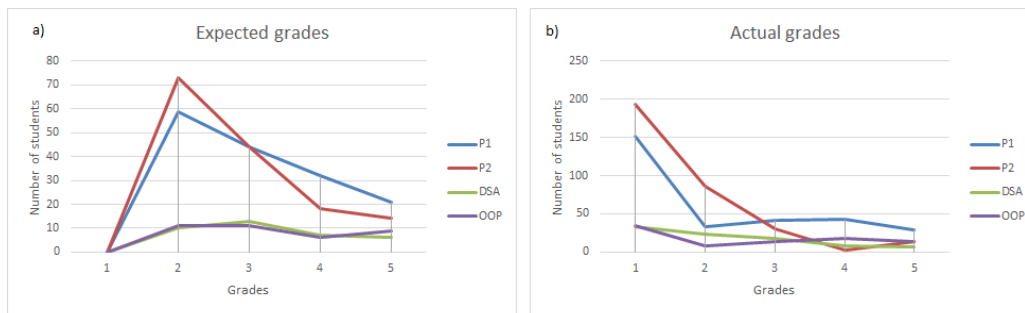 a)
Expected grades
80
70
60
50
40
30
20
10
0
Number of students
1 2 3 4 5
Grades
P1
P2
DSA
OOP
b)
Actual grades
250
200
150
100
50
0
Number of students
1 2 3 4 5
Grades
P1
P2
DSA
OOP